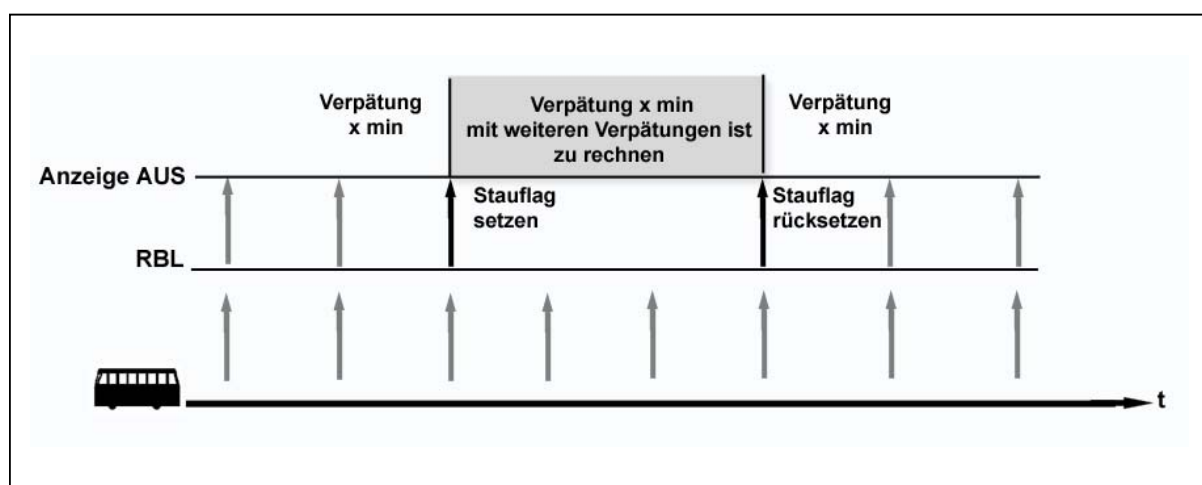 Verpätung
x min
Verpätung x min
mit weiteren Verpätungen ist
zu rechnen
Verpätung
x min
Anzeige AUS
Stauflag
setzen
Stauflag
rücksetzen
RBL
t